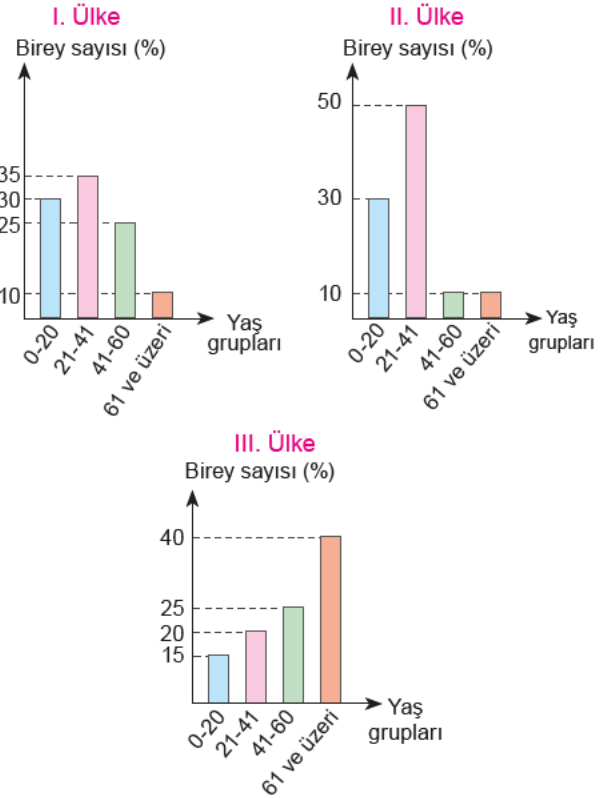 I. Ülke
Birey sayısı (%)
35
30
25
10
0-20
21-41
41-60
61 ve üzeri
Yaş
grupları
II. Ülke
Birey sayısı (%)
50
30
10
0-20
21-41
41-60
61 ve üzeri
Yaş
grupları
III. Ülke
Birey sayısı (%)
40
25
20
15
0-20
21-41
41-60
61 ve üzeri
Yaş
grupları